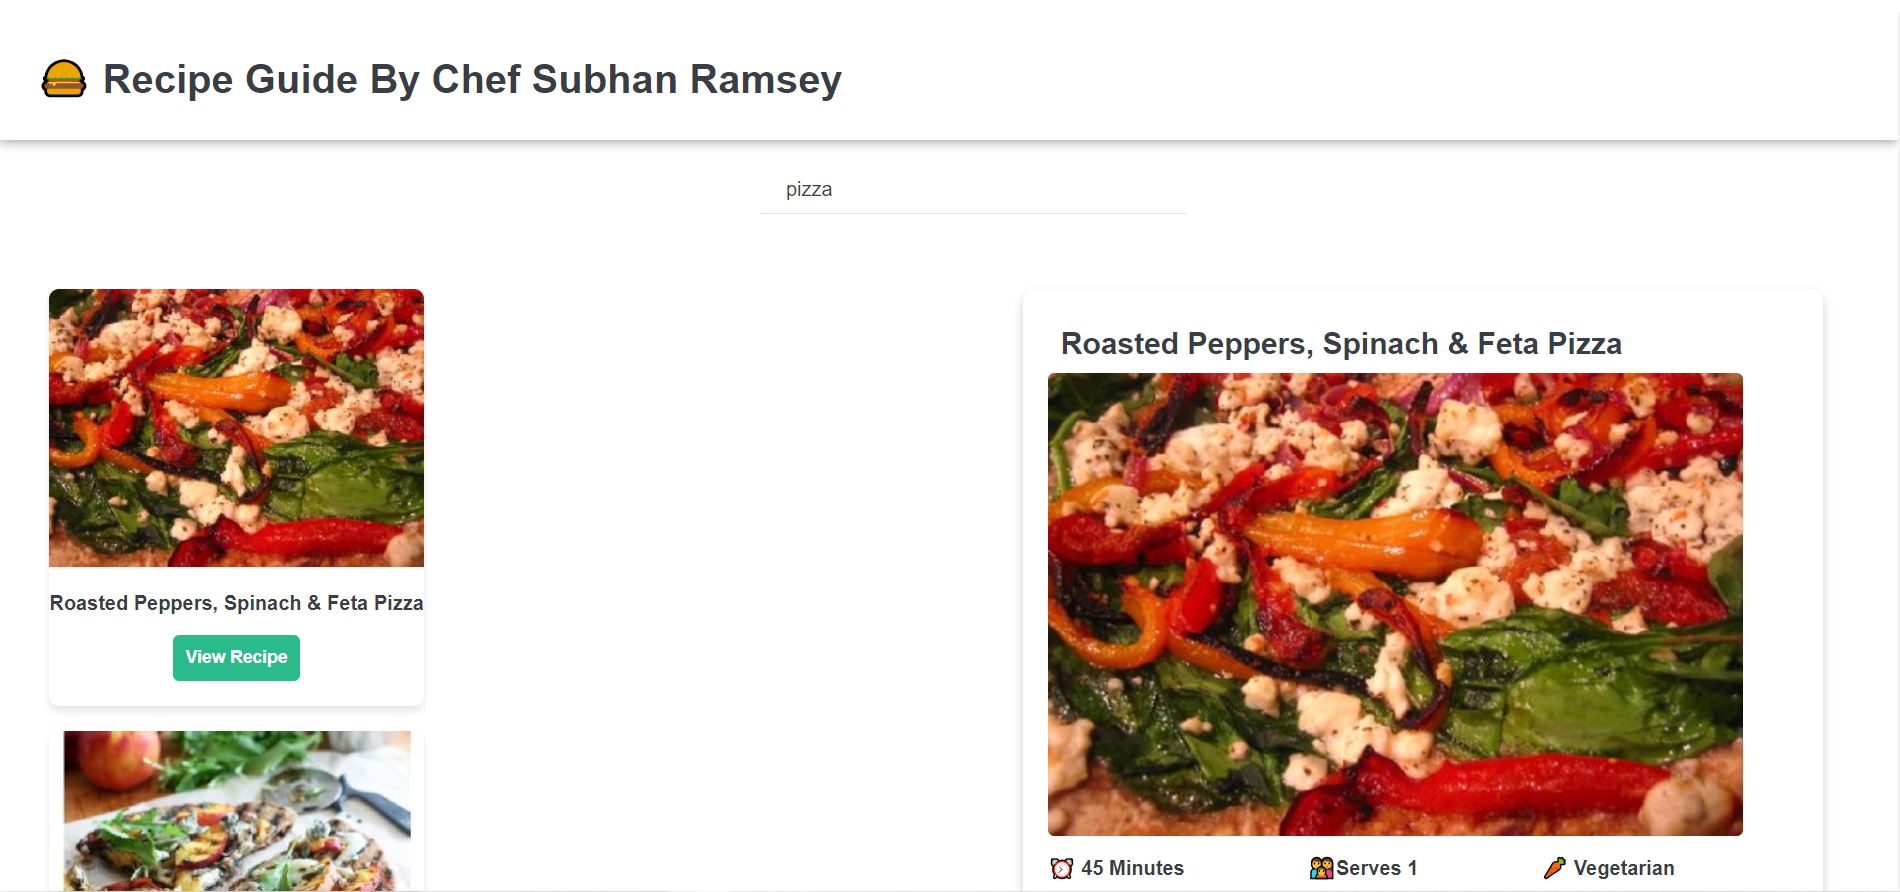 Recipe Guide By Chef Subhan Ramsey
pizza
Roasted Peppers, Spinach & Feta Pizza
View Recipe
Roasted Peppers, Spinach & Feta Pizza
45 Minutes
Serves 1
Vegetarian